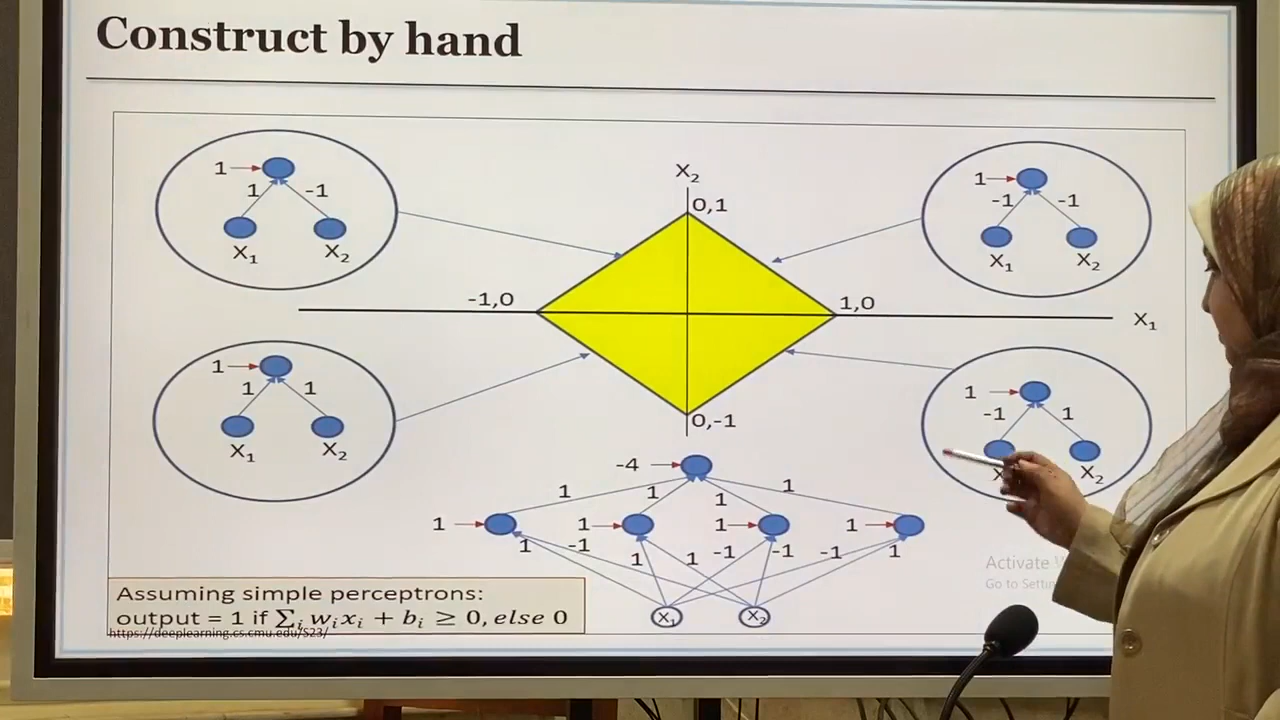 Construct by hand
1
1 -1
X₁ X₂
X₂
0,1
1
-1 -1
X₁ X₂
-1,0
1,0
X₁
1
1 1
X₁ X₂
1
-1 1
X₂
0,-1
-4
1 1 1 1
1 1 1 1
1 -1 1 1 -1 -1 -1 1
X₁ X₂
Activate
Go to
Assuming simple perceptrons:
output = 1 if ∑ᵢ wᵢxᵢ + bᵢ ≥ 0, else 0
https://deeplearning.cs.cmu.edu/S23/